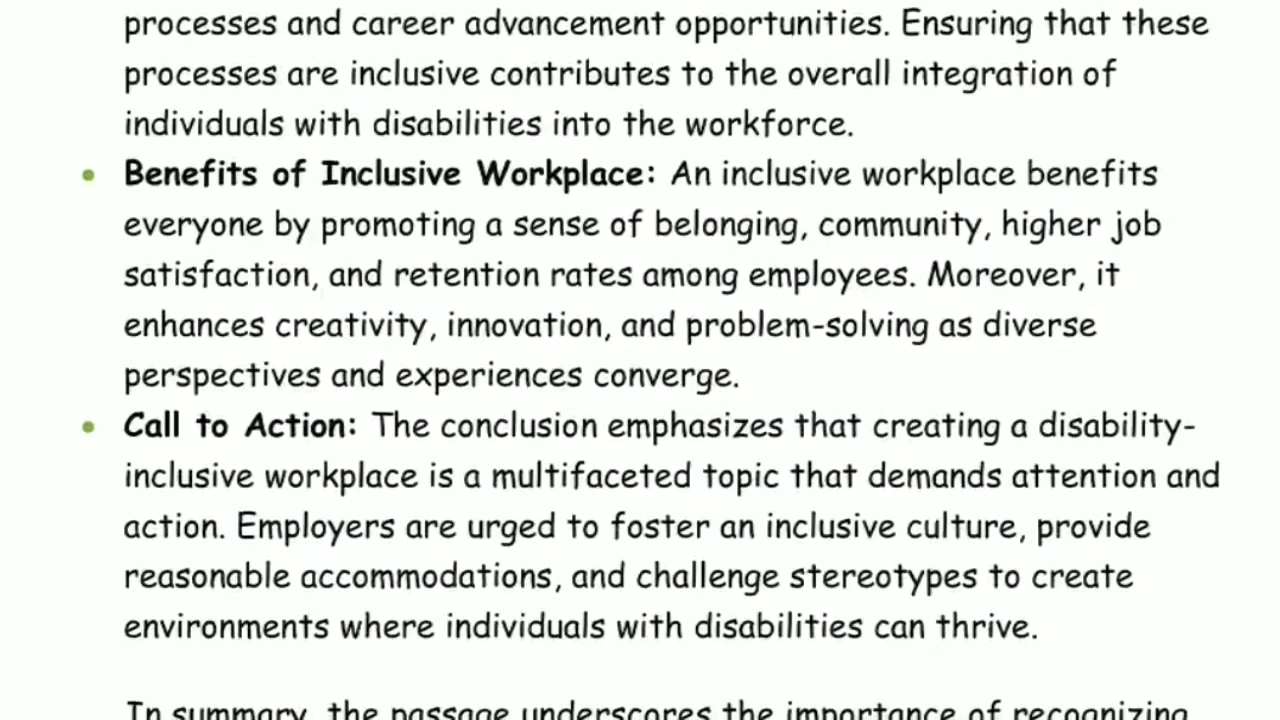 processes and career advancement opportunities. Ensuring that these
processes are inclusive contributes to the overall integration of
individuals with disabilities into the workforce.
• Benefits of Inclusive Workplace: An inclusive workplace benefits
everyone by promoting a sense of belonging, community, higher job
satisfaction, and retention rates among employees. Moreover, it
enhances creativity, innovation, and problem-solving as diverse
perspectives and experiences converge.
• Call to Action: The conclusion emphasizes that creating a disability-
inclusive workplace is a multifaceted topic that demands attention and
action. Employers are urged to foster an inclusive culture, provide
reasonable accommodations, and challenge stereotypes to create
environments where individuals with disabilities can thrive.
In summary, the passage underscores the importance of recognizing